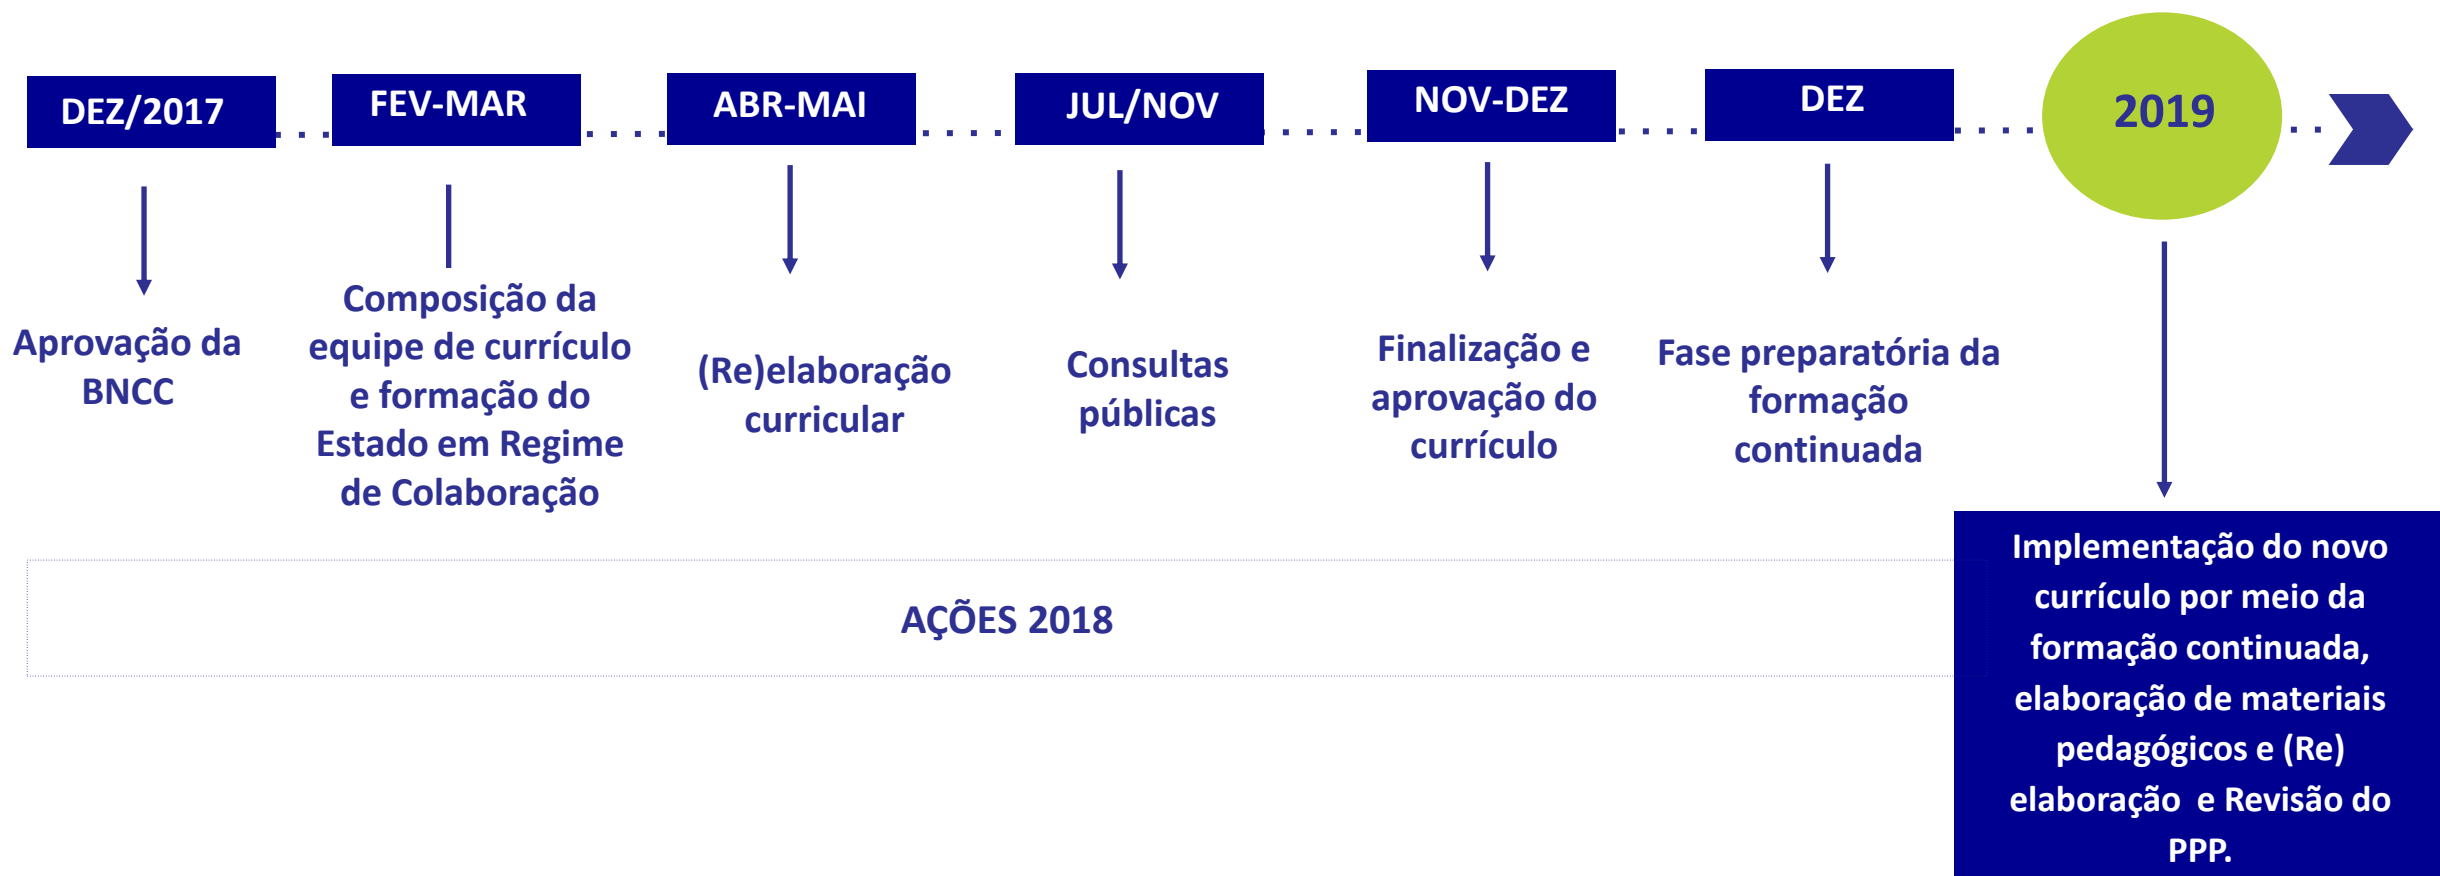 DEZ/2017
FEV-MAR
ABR-MAI
JUL/NOV
NOV-DEZ
DEZ
2019
Aprovação da
BNCC
Composição da
equipe de currículo
e formação do
Estado em Regime
de Colaboração
(Re)elaboração
curricular
Consultas
públicas
Finalização e
aprovação do
currículo
Fase preparatória da
formação
continuada
Implementação do novo
currículo por meio da
formação continuada,
elaboração de materiais
pedagógicos e (Re)
elaboração e Revisão do
PPP.
AÇÕES 2018